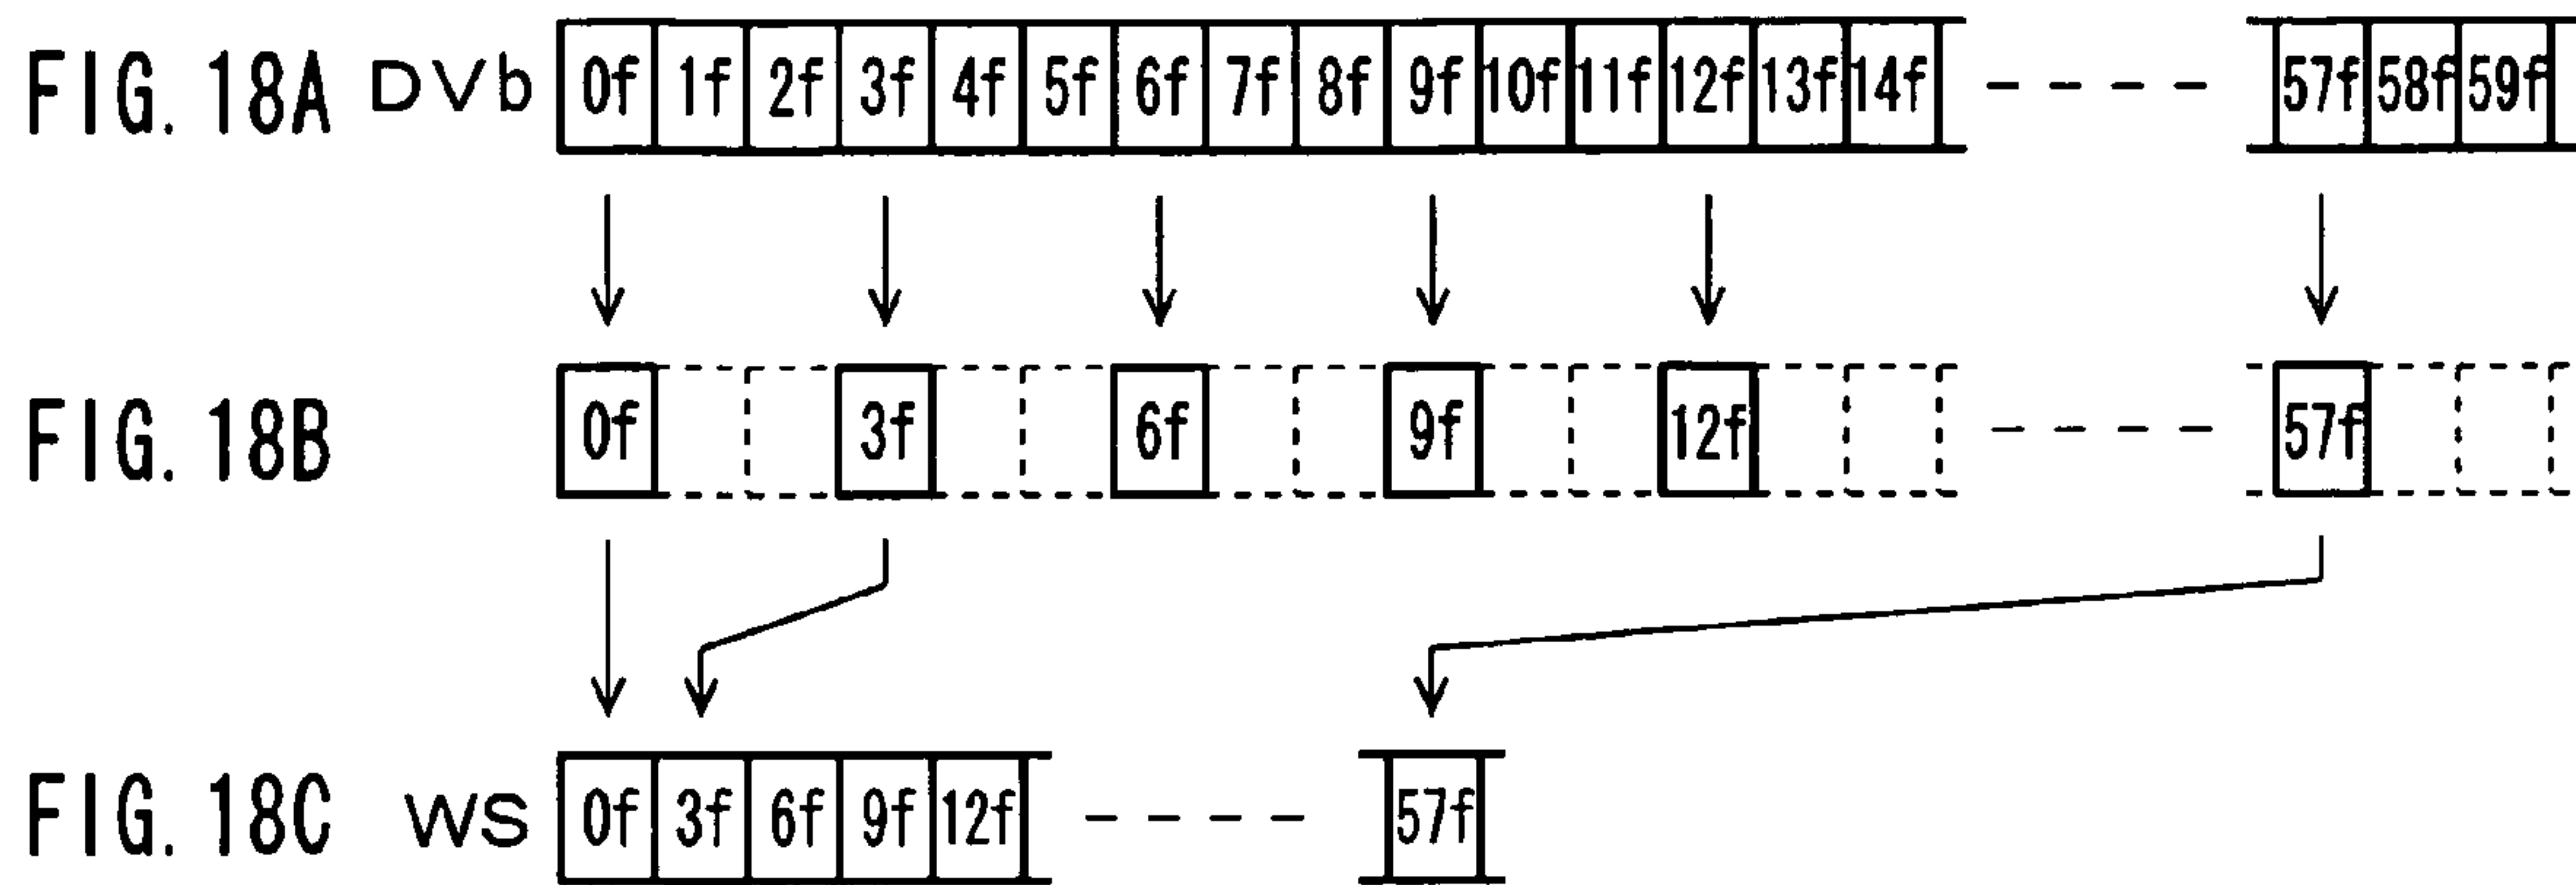 FIG. 18A DVb 0f 1f 2f 3f 4f 5f 6f 7f 8f 9f 10f 11f 12f 13f 14f - - - - 57f 58f 59f
FIG. 18B 0f 3f 6f 9f 12f - - - - 57f
FIG. 18C WS 0f 3f 6f 9f 12f - - - - 57f